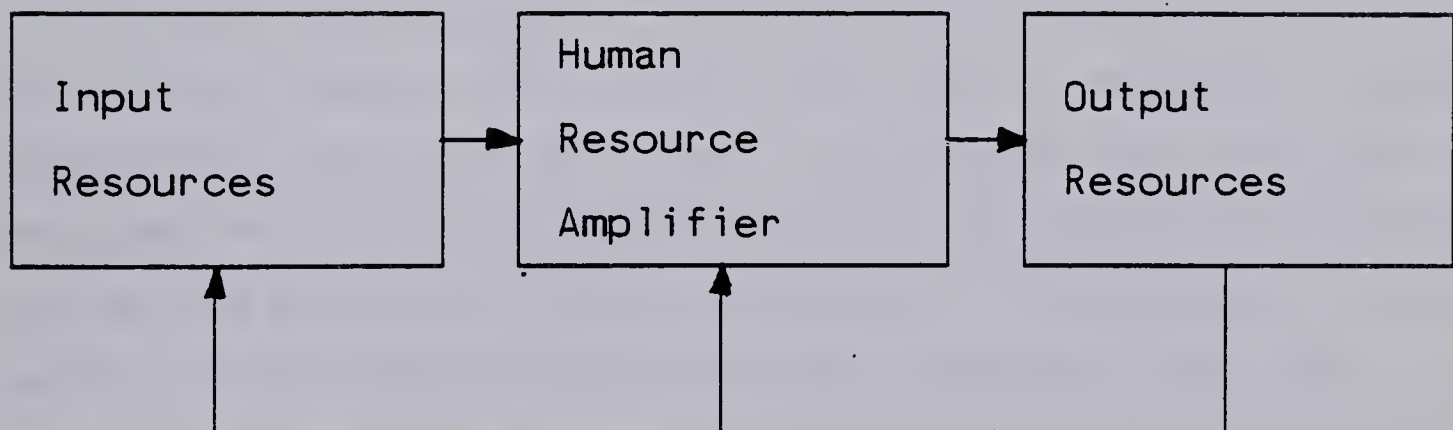 Input
Resources
Human
Resource
Amplifier
Output
Resources